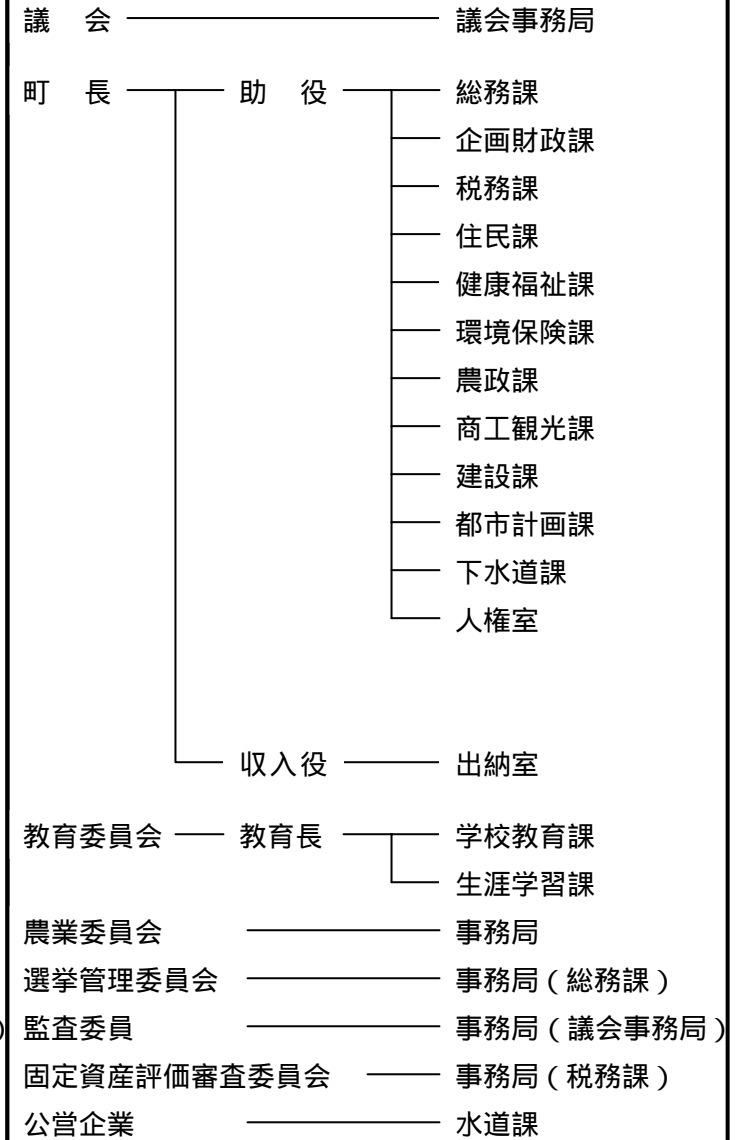 議　会 議会事務局
町　長 助　役 総務課
企画財政課
税務課
住民課
健康福祉課
環境保険課
農政課
商工観光課
建設課
都市計画課
下水道課
人権室
収入役 出納室
教育委員会 教育長 学校教育課
生涯学習課
農業委員会 事務局
選挙管理委員会 事務局（総務課）
）監査委員 事務局（議会事務局）
固定資産評価審査委員会 事務局（税務課）
公営企業 水道課